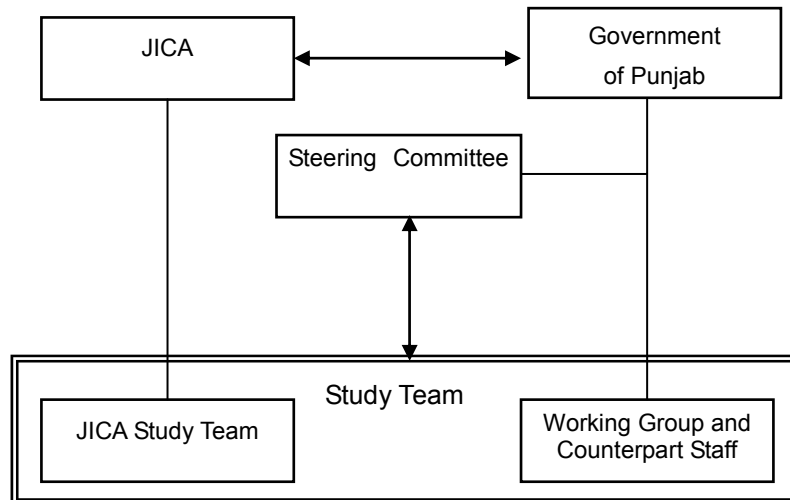 JICA
Government
of Punjab
Steering Committee
Study Team
JICA Study Team
Working Group and
Counterpart Staff